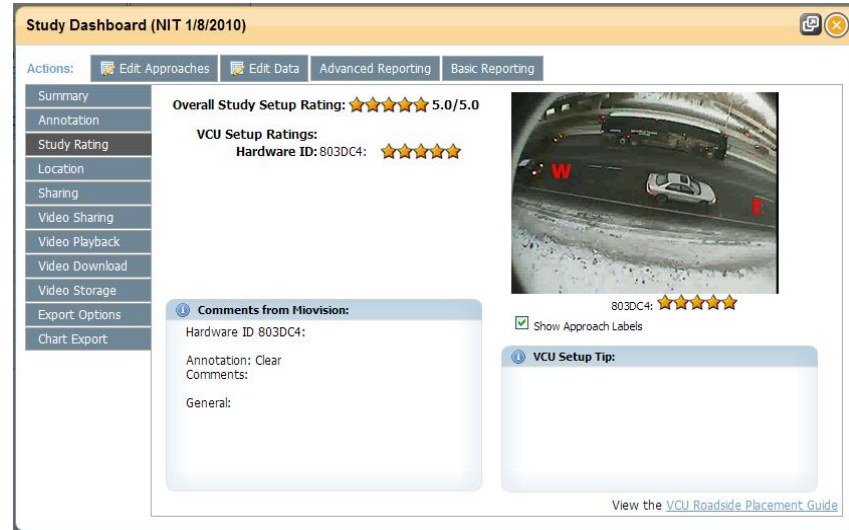 Study Dashboard (NIT 1/8/2010)
Actions: Edit Approaches Edit Data Advanced Reporting Basic Reporting
Summary
Annotation
Study Rating
Location
Sharing
Video Sharing
Video Playback
Video Download
Video Storage
Export Options
Chart Export
Overall Study Setup Rating: 5.0/5.0
VCU Setup Ratings:
Hardware ID: 803DC4:
W
E
803DC4:
Show Approach Labels
Comments from Miovision:
Hardware ID 803DC4:
Annotation: Clear
Comments:
General:
VCU Setup Tip:
View the VCU Roadside Placement Guide